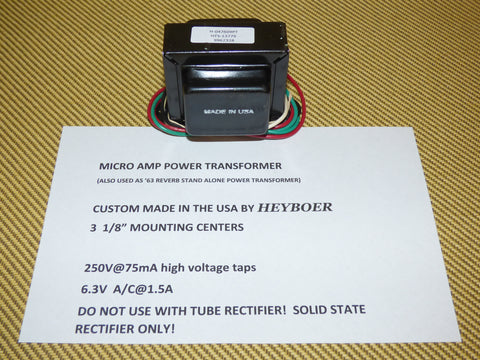 MADE IN USA
MICRO AMP POWER TRANSFORMER
(ALSO USED AS '63 REVERB STAND ALONE POWER TRANSFORMER)
CUSTOM MADE IN THE USA BY HEYBOER
3 1/8” MOUNTING CENTERS
250V@75mA high voltage taps
6.3V A/C@1.5A
DO NOT USE WITH TUBE RECTIFIER! SOLID STATE
RECTIFIER ONLY!